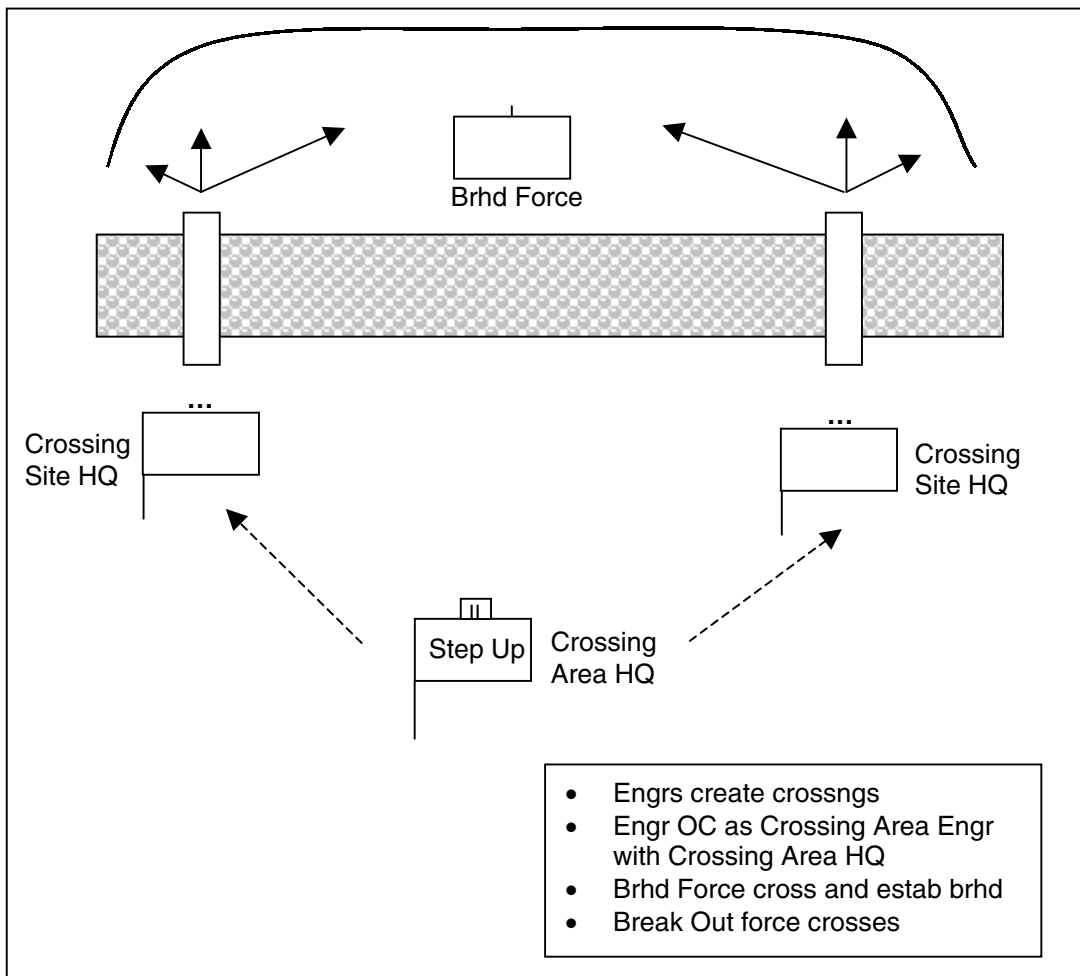 Brhd Force
...
Crossing
Site HQ
...
Crossing
Site HQ
II
Step Up
Crossing
Area HQ
• Engrs create crossngs
• Engr OC as Crossing Area Engr
with Crossing Area HQ
• Brhd Force cross and estab brhd
• Break Out force crosses